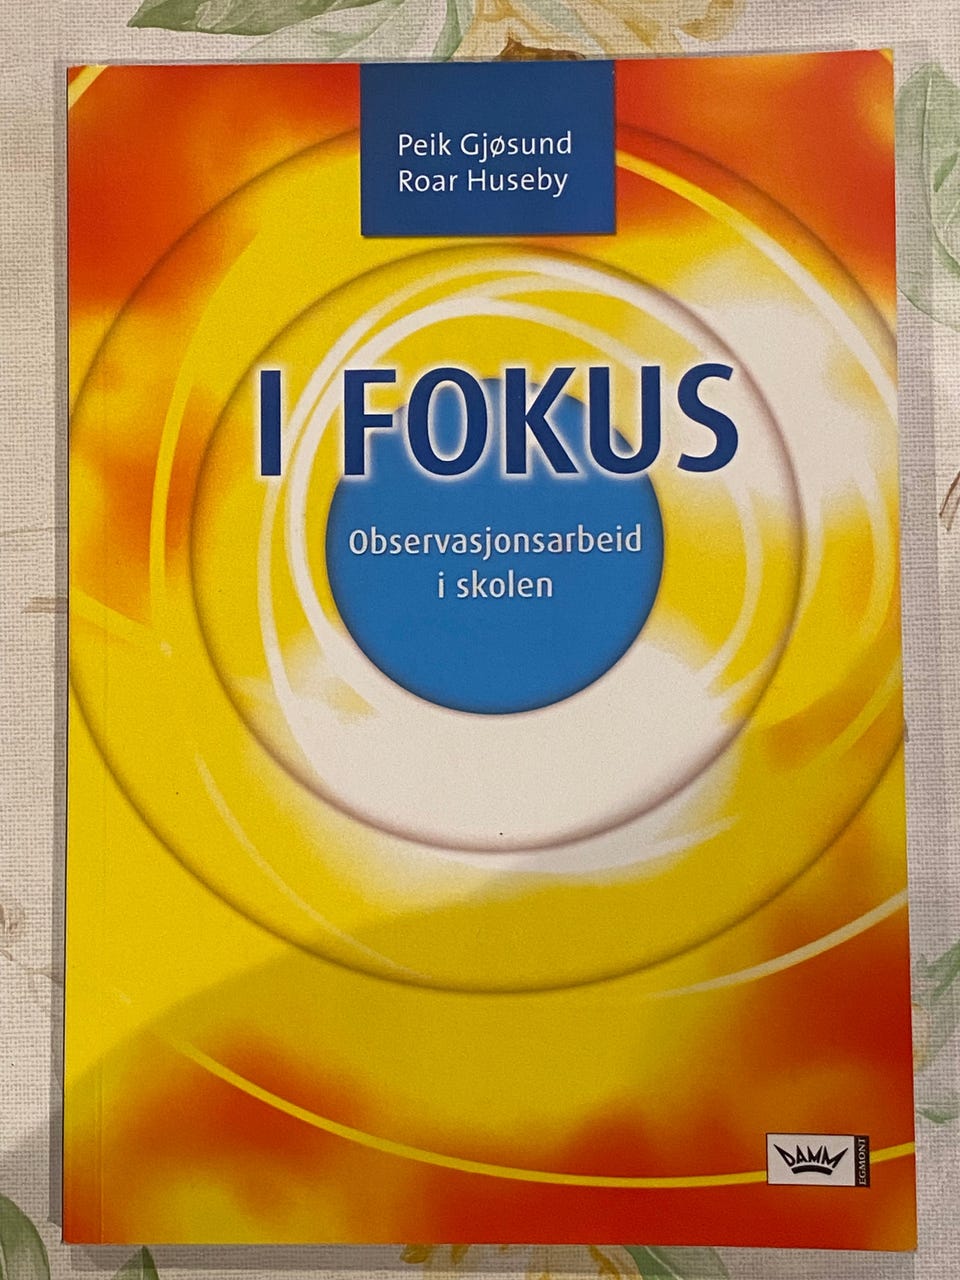 Peik Gjøsund
Roar Huseby
I FOKUS
Observasjonsarbeid
i skolen
DAMM
EGMONT